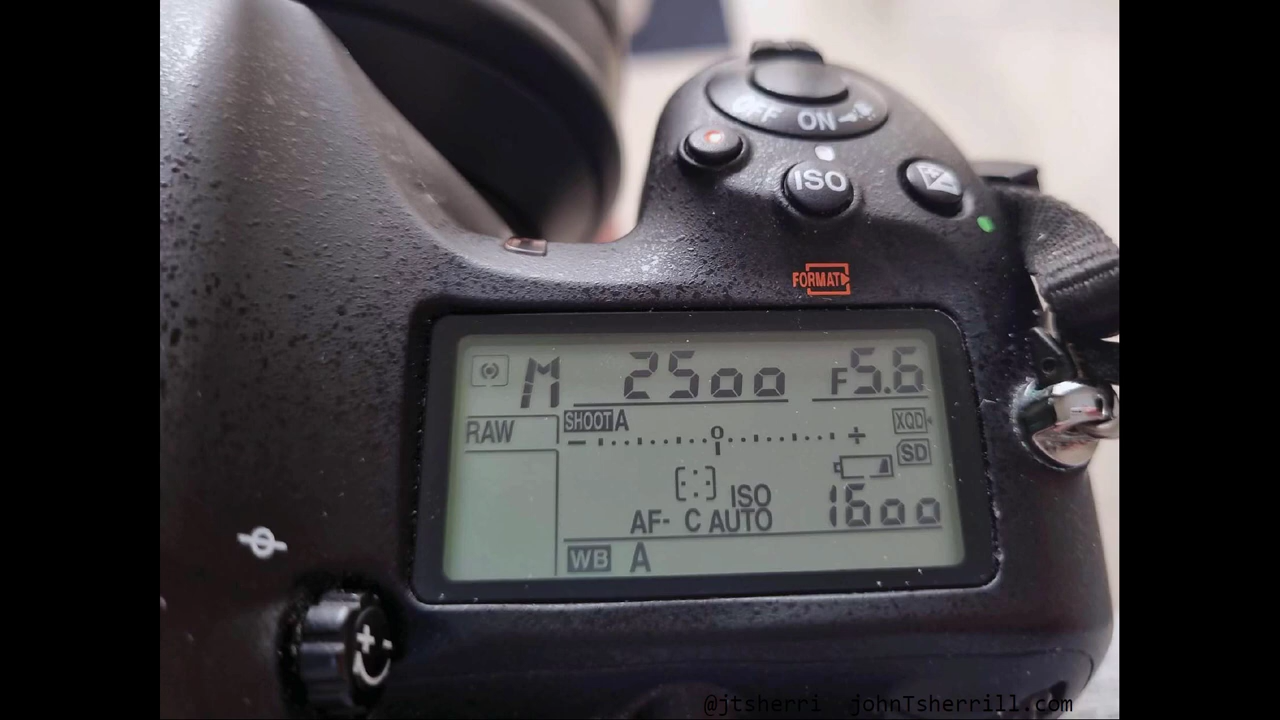 OFF ON
ISO
FORMAT
M 2500 F5.6
RAW SHOOT A XQD
- 0 +
SD
ISO
AF- C AUTO 1600
WB A
+ -
@jtsherri johnTsherrill.com